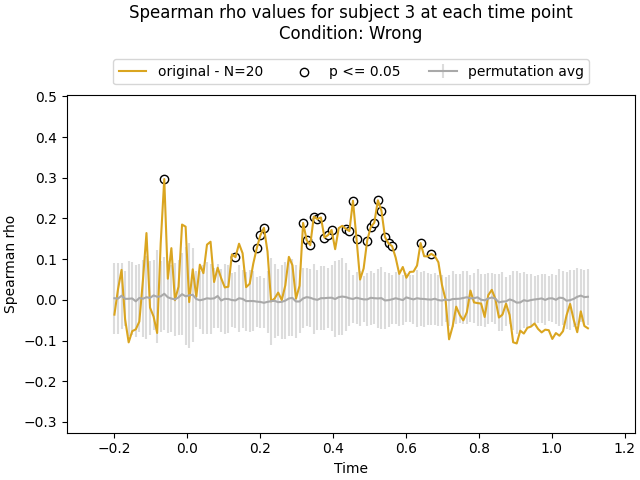 Spearman rho values for subject 3 at each time point
Condition: Wrong
original - N=20
p <= 0.05
permutation avg
0.5
0.4
0.3
0.2
0.1
0.0
−0.1
−0.2
−0.3
Spearman rho
−0.2
0.0
0.2
0.4
0.6
0.8
1.0
1.2
Time